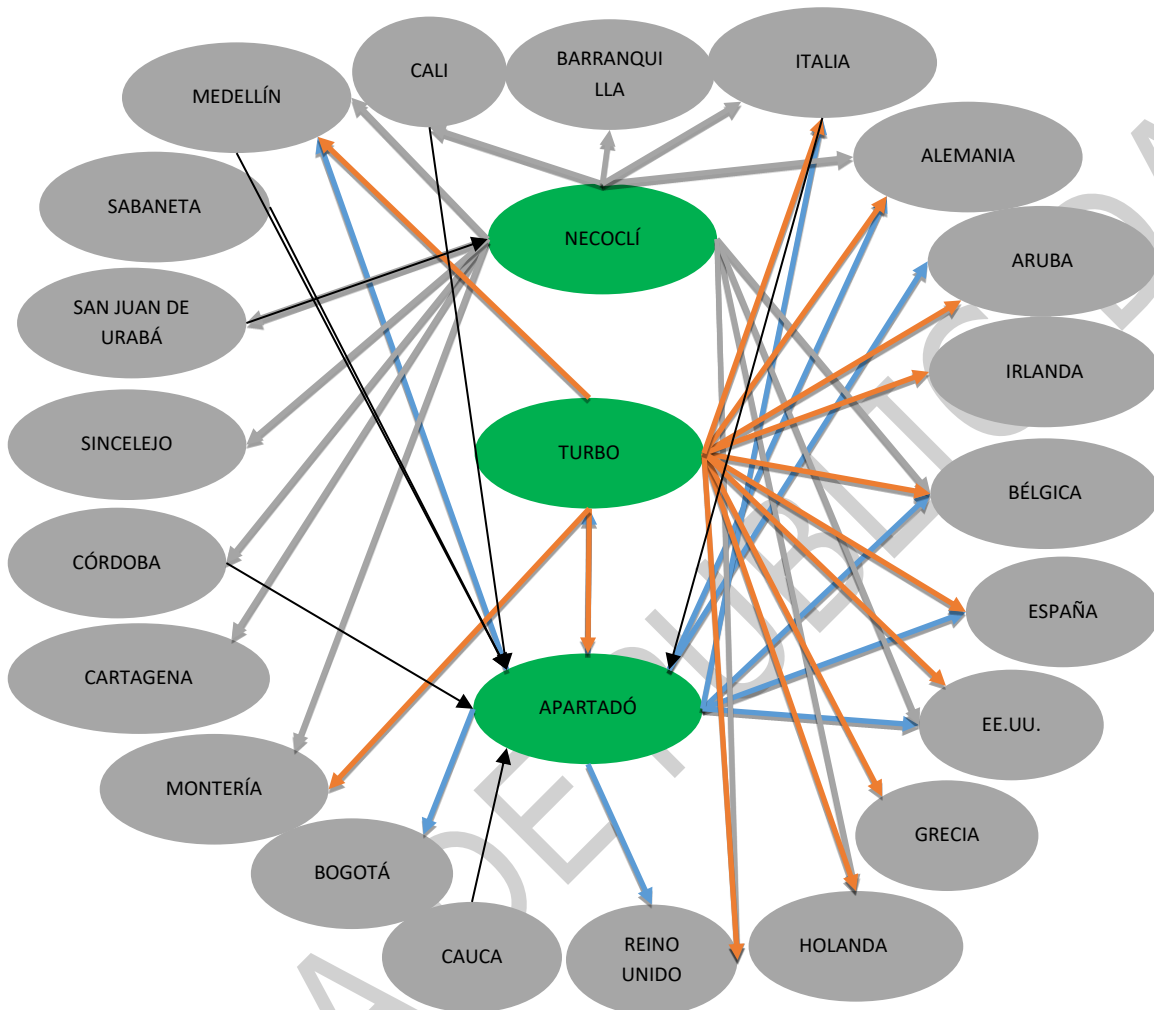 CALI
BARRANQUI
LLA
ITALIA
MEDELLÍN
ALEMANIA
SABANETA
NECOCLÍ
ARUBA
SAN JUAN DE
URABÁ
IRLANDA
SINCELEJO
TURBO
BÉLGICA
CÓRDOBA
ESPAÑA
CARTAGENA
APARTADÓ
EE.UU.
MONTERÍA
GRECIA
BOGOTÁ
CAUCA
REINO
UNIDO
HOLANDA